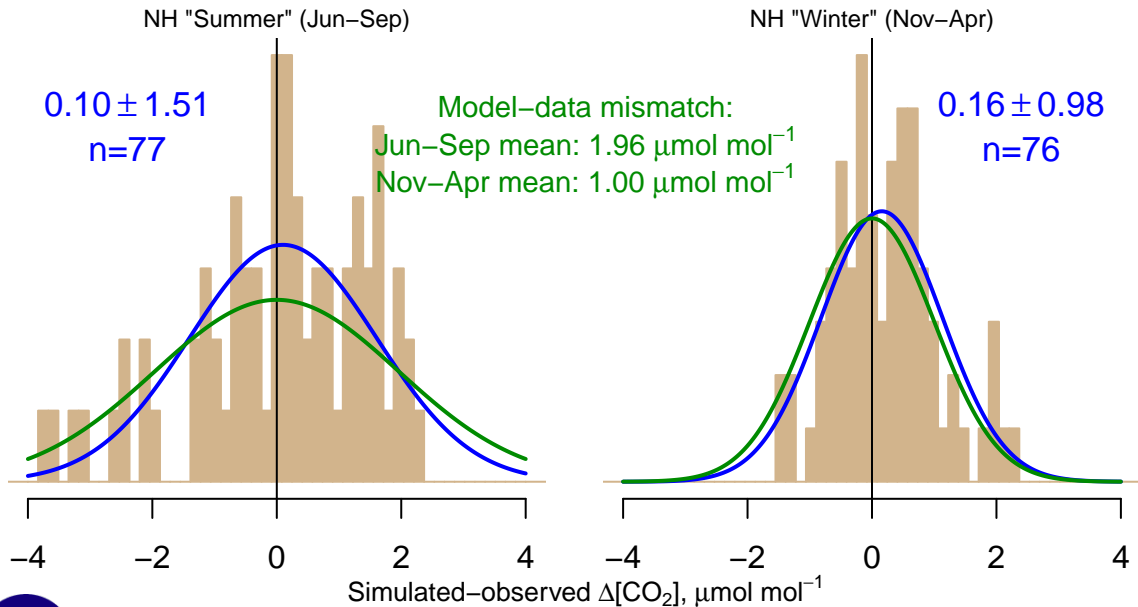 NH "Summer" (Jun−Sep)
NH "Winter" (Nov−Apr)
0.10 ± 1.51
n=77
Model−data mismatch:
Jun−Sep mean: 1.96 μmol mol⁻¹
Nov−Apr mean: 1.00 μmol mol⁻¹
0.16 ± 0.98
n=76
−4 −2 0 2 4
−4 −2 0 2 4
Simulated−observed Δ[CO₂], μmol mol⁻¹